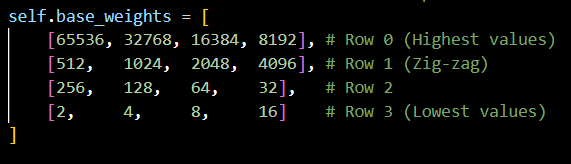 self.base_weights = [
    [65536, 32768, 16384, 8192], # Row 0 (Highest values)
    [512,   1024,  2048,  4096], # Row 1 (Zig-zag)
    [256,   128,   64,    32],   # Row 2
    [2,     4,     8,     16]    # Row 3 (Lowest values)
]